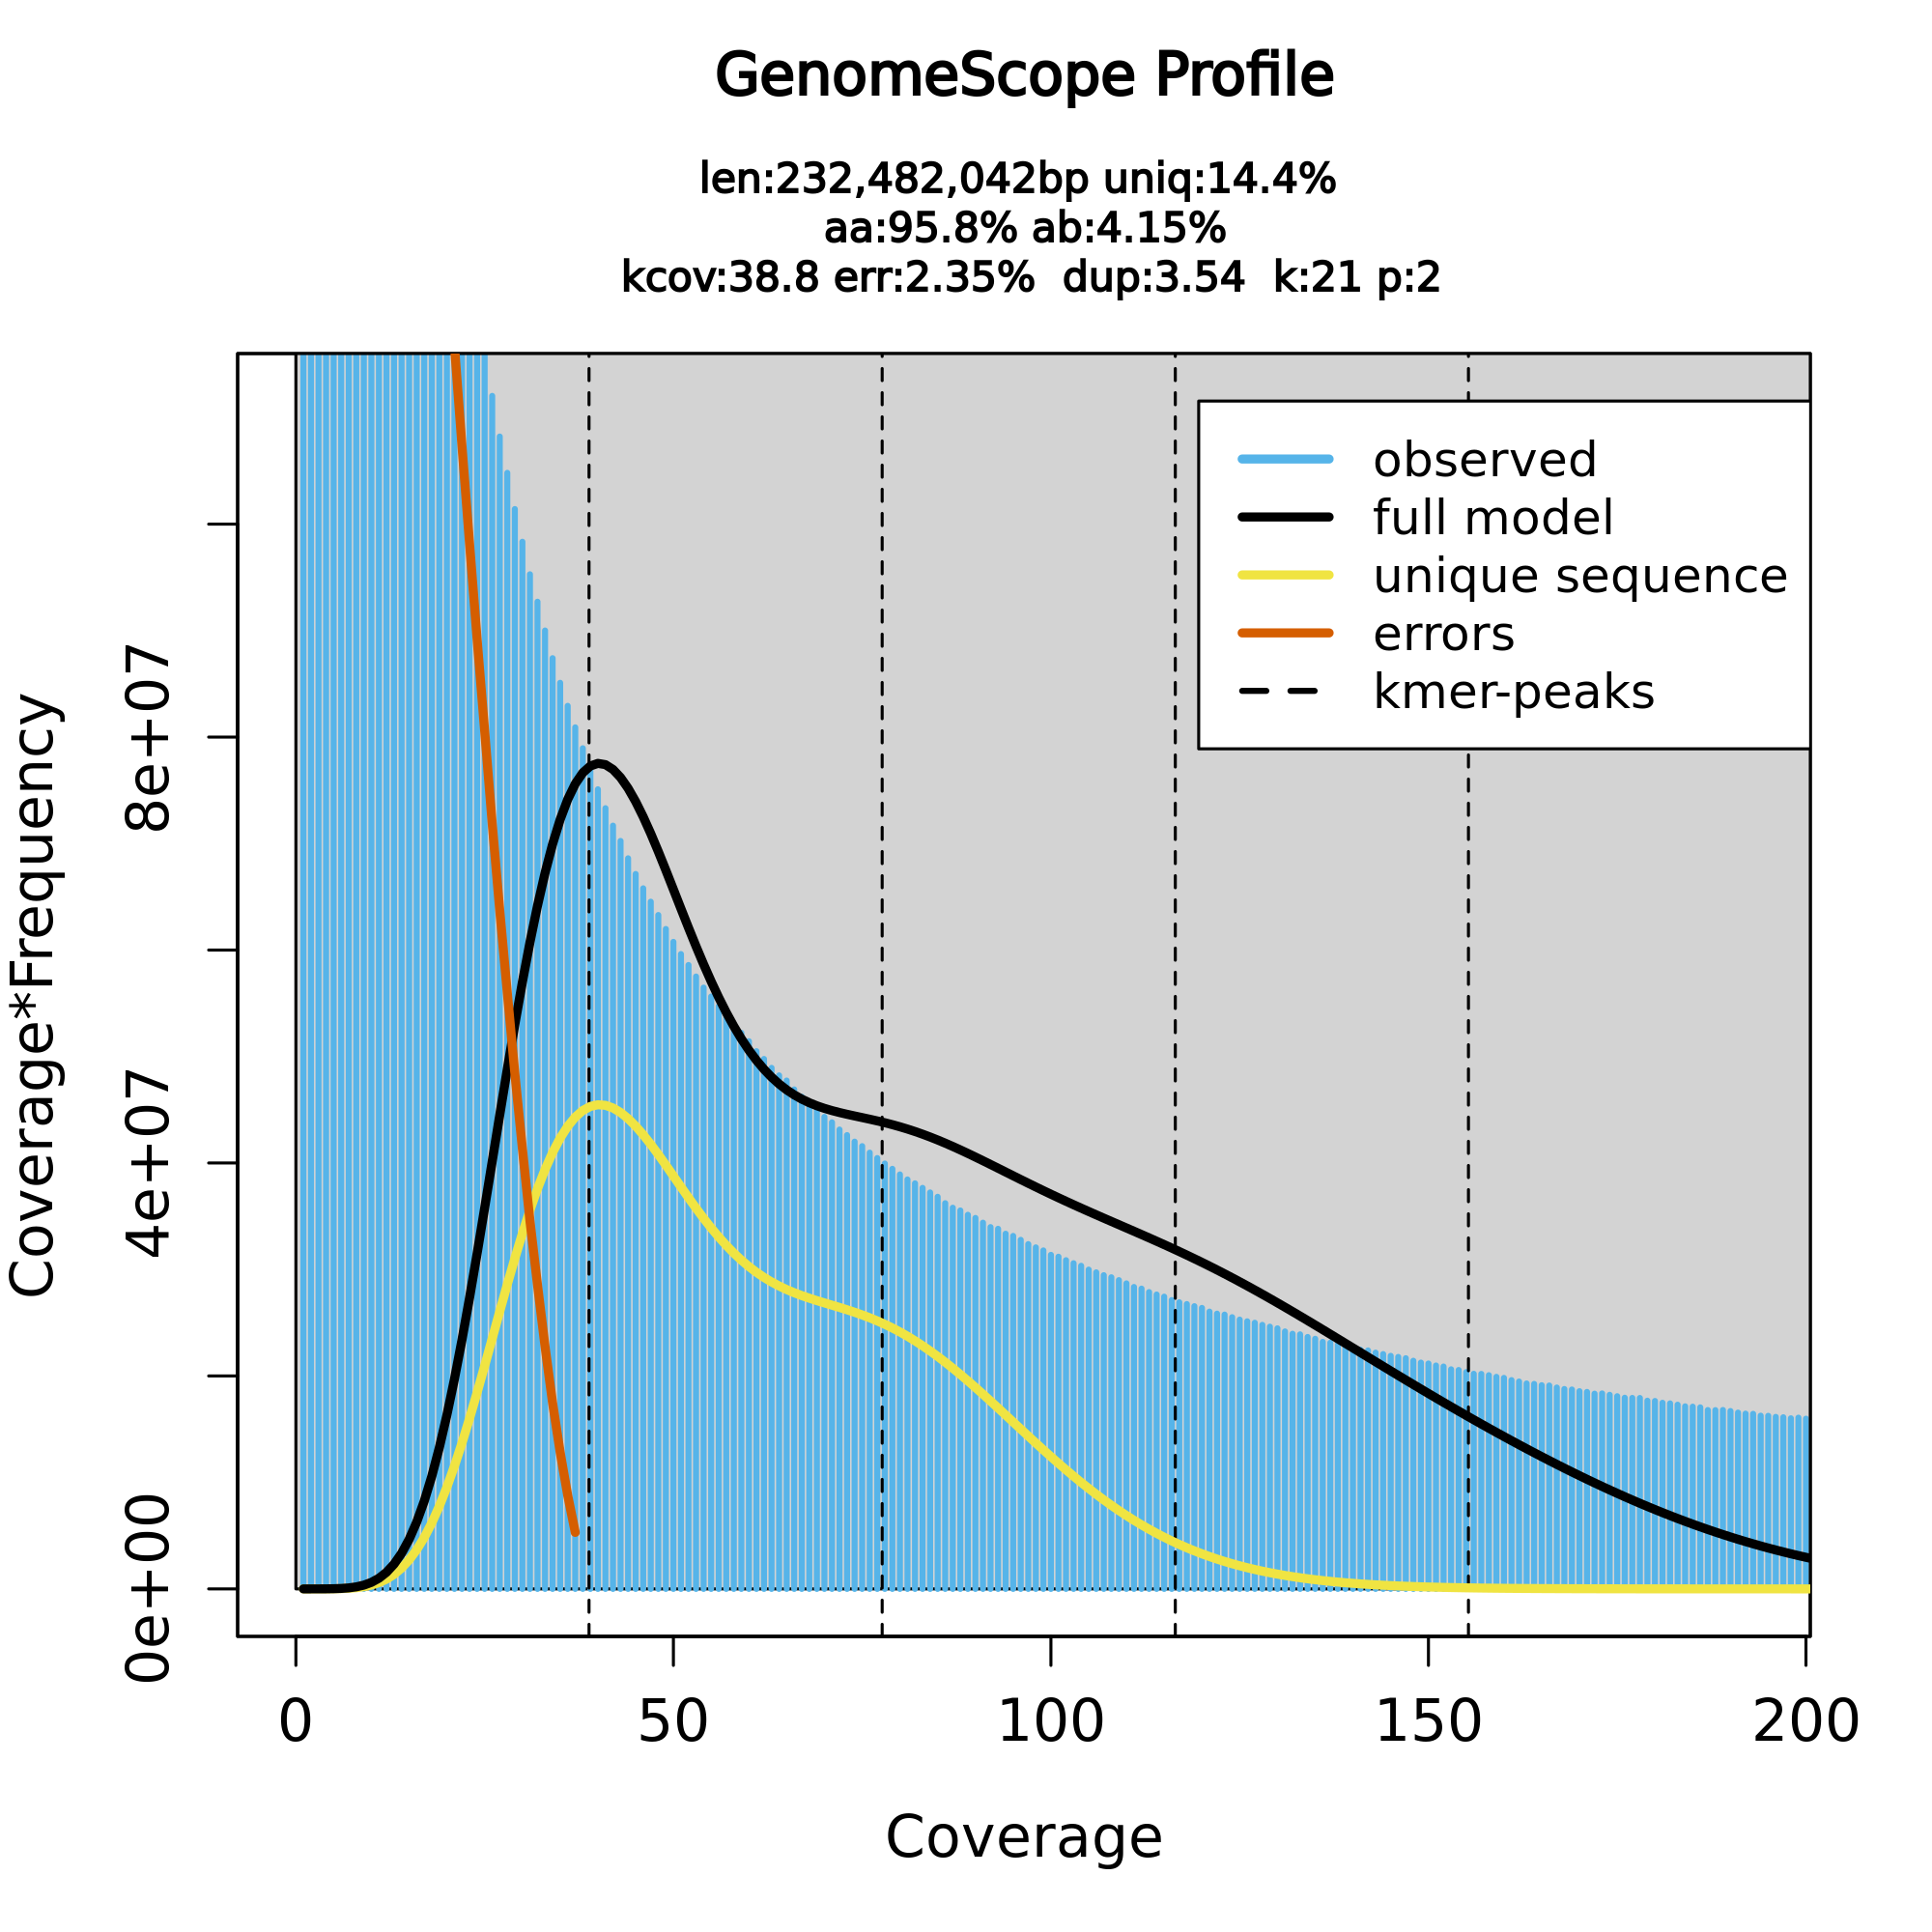 GenomeScope Profile
len:232,482,042bp uniq:14.4%
aa:95.8% ab:4.15%
kcov:38.8 err:2.35% dup:3.54 k:21 p:2
observed
full model
unique sequence
errors
kmer-peaks
Coverage*Frequency
8e+07
4e+07
0e+00
0 50 100 150 200
Coverage